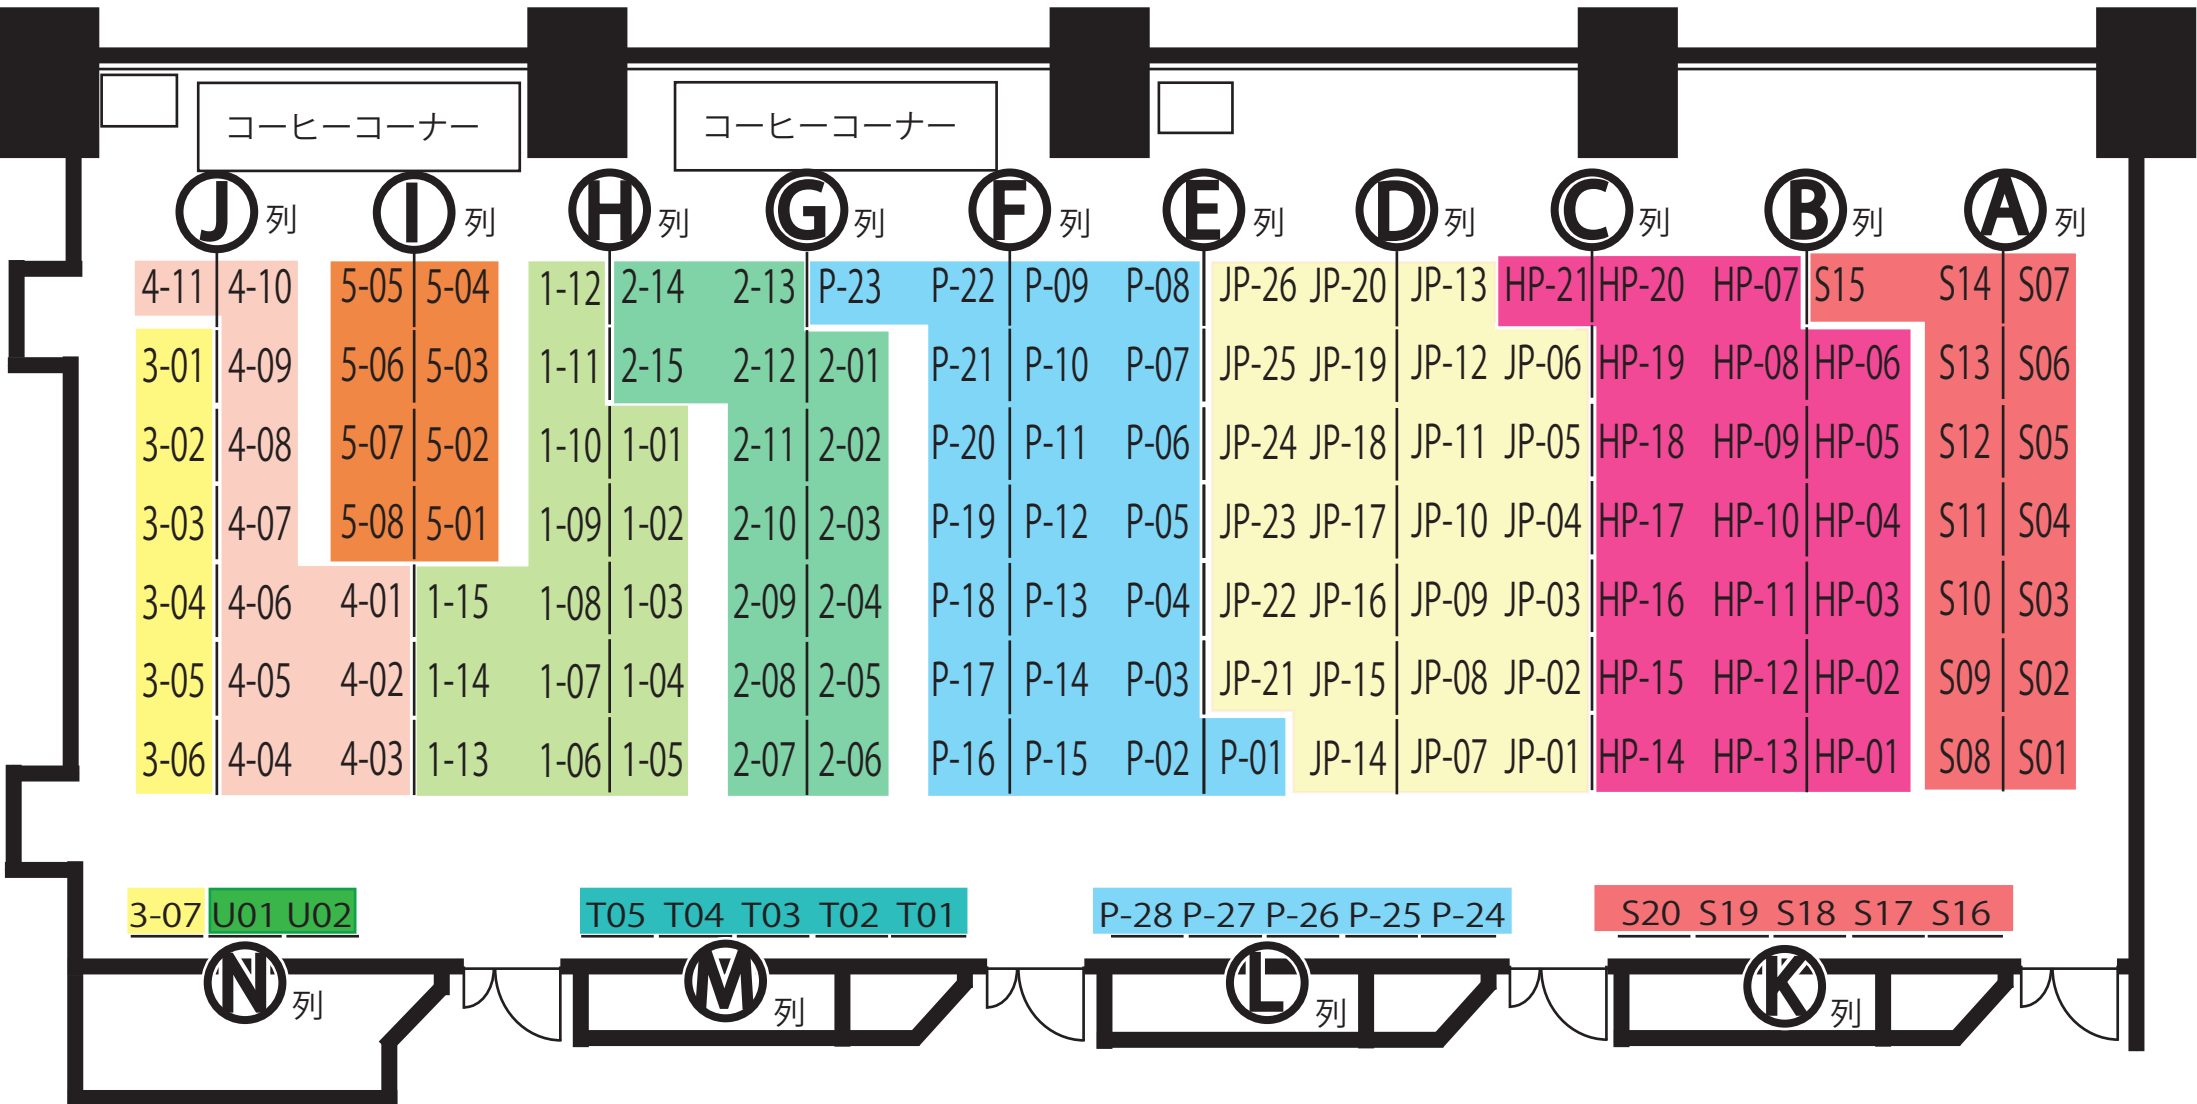 コーヒーコーナー コーヒーコーナー
J列 I列 H列 G列 F列 E列 D列 C列 B列 A列
4-11 4-10 5-05 5-04 1-12 2-14 2-13 P-23 P-22 P-09 P-08 JP-26 JP-20 JP-13 HP-21 HP-20 HP-07 S15 S14 S07
3-01 4-09 5-06 5-03 1-11 2-15 2-12 2-01 P-21 P-10 P-07 JP-25 JP-19 JP-12 JP-06 HP-19 HP-08 HP-06 S13 S06
3-02 4-08 5-07 5-02 1-10 1-01 2-11 2-02 P-20 P-11 P-06 JP-24 JP-18 JP-11 JP-05 HP-18 HP-09 HP-05 S12 S05
3-03 4-07 5-08 5-01 1-09 1-02 2-10 2-03 P-19 P-12 P-05 JP-23 JP-17 JP-10 JP-04 HP-17 HP-10 HP-04 S11 S04
3-04 4-06 4-01 1-15 1-08 1-03 2-09 2-04 P-18 P-13 P-04 JP-22 JP-16 JP-09 JP-03 HP-16 HP-11 HP-03 S10 S03
3-05 4-05 4-02 1-14 1-07 1-04 2-08 2-05 P-17 P-14 P-03 JP-21 JP-15 JP-08 JP-02 HP-15 HP-12 HP-02 S09 S02
3-06 4-04 4-03 1-13 1-06 1-05 2-07 2-06 P-16 P-15 P-02 P-01 JP-14 JP-07 JP-01 HP-14 HP-13 HP-01 S08 S01
3-07 U01 U02 T05 T04 T03 T02 T01 P-28 P-27 P-26 P-25 P-24 S20 S19 S18 S17 S16
N列 M列 L列 K列